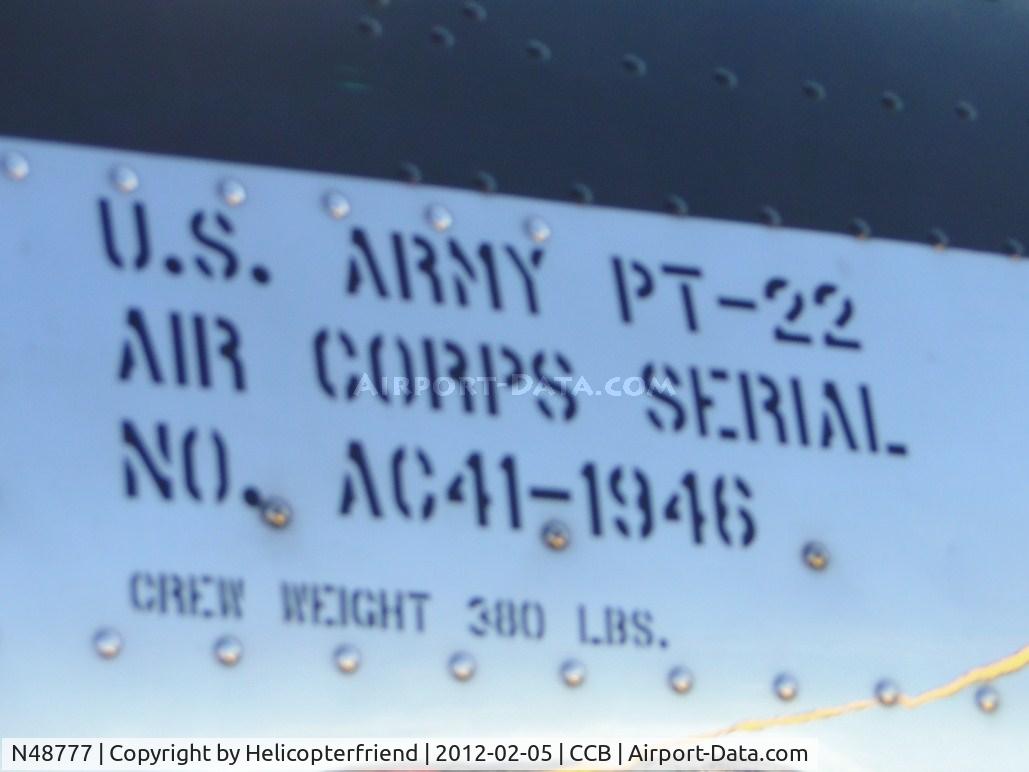 U.S. ARMY PT-22
AIR CORPS SERIAL
NO. AC41-1946
CREW WEIGHT 380 LBS.
AIRPORT-DATA.COM
N48777 | Copyright by Helicopterfriend | 2012-02-05 | CCB | Airport-Data.com